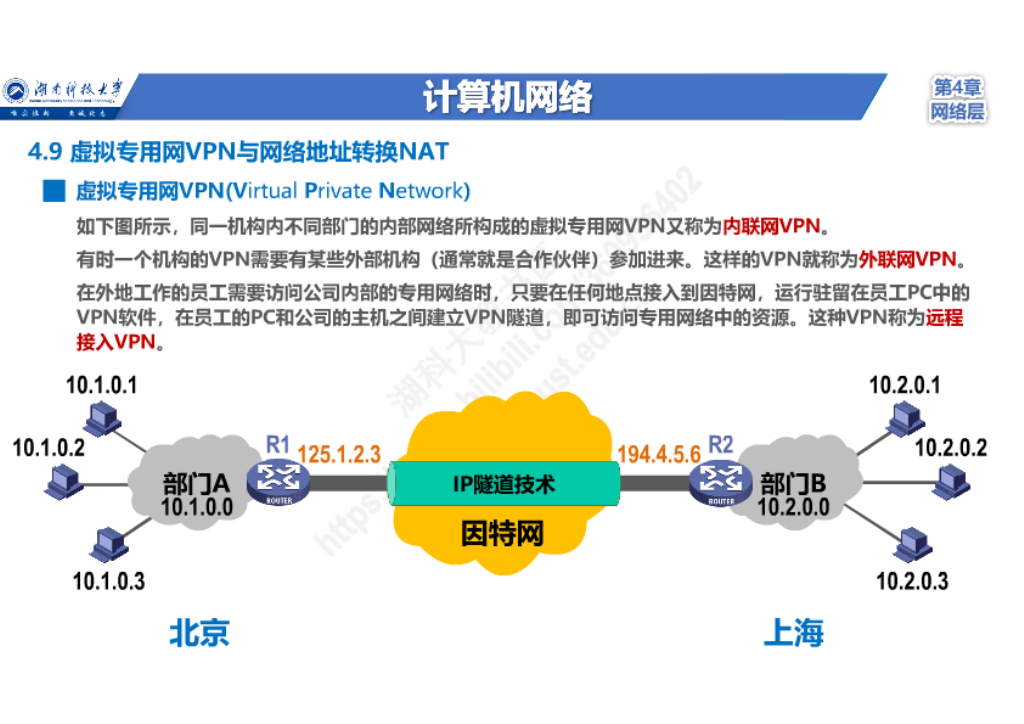 湖南科技大学
计算机网络
第4章
网络层
4.9 虚拟专用网VPN与网络地址转换NAT
虚拟专用网VPN(Virtual Private Network)
如下图所示，同一机构内不同部门的内部网络所构成的虚拟专用网VPN又称为内联网VPN。
有时一个机构的VPN需要有某些外部机构（通常就是合作伙伴）参加进来。这样的VPN就称为外联网VPN。
在外地工作的员工需要访问公司内部的专用网络时，只要在任何地点接入到因特网，运行驻留在员工PC中的
VPN软件，在员工的PC和公司的主机之间建立VPN隧道，即可访问专用网络中的资源。这种VPN称为远程
接入VPN。
10.1.0.1
10.2.0.1
10.1.0.2
R1
125.1.2.3
194.4.5.6
R2
10.2.0.2
部门A
10.1.0.0
ROUTER
IP隧道技术
ROUTER
部门B
10.2.0.0
因特网
10.1.0.3
10.2.0.3
北京
上海